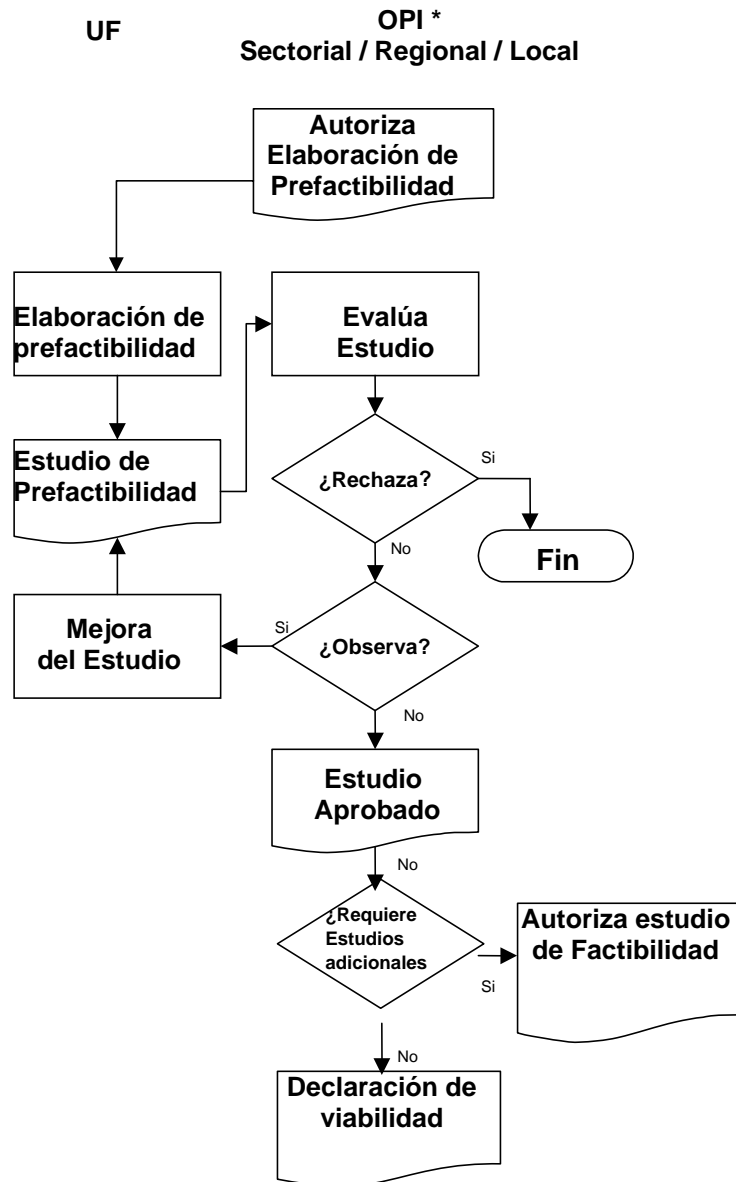 UF
OPI *
Sectorial / Regional / Local
Autoriza
Elaboración de
Prefactibilidad
Elaboración de
prefactibilidad
Evalúa
Estudio
Estudio de
Prefactibilidad
¿Rechaza?
Si
No
Fin
Mejora
del Estudio
Si
¿Observa?
No
Estudio
Aprobado
No
¿Requiere
Estudios
adicionales
Si
Autoriza estudio
de Factibilidad
No
Declaración de
viabilidad